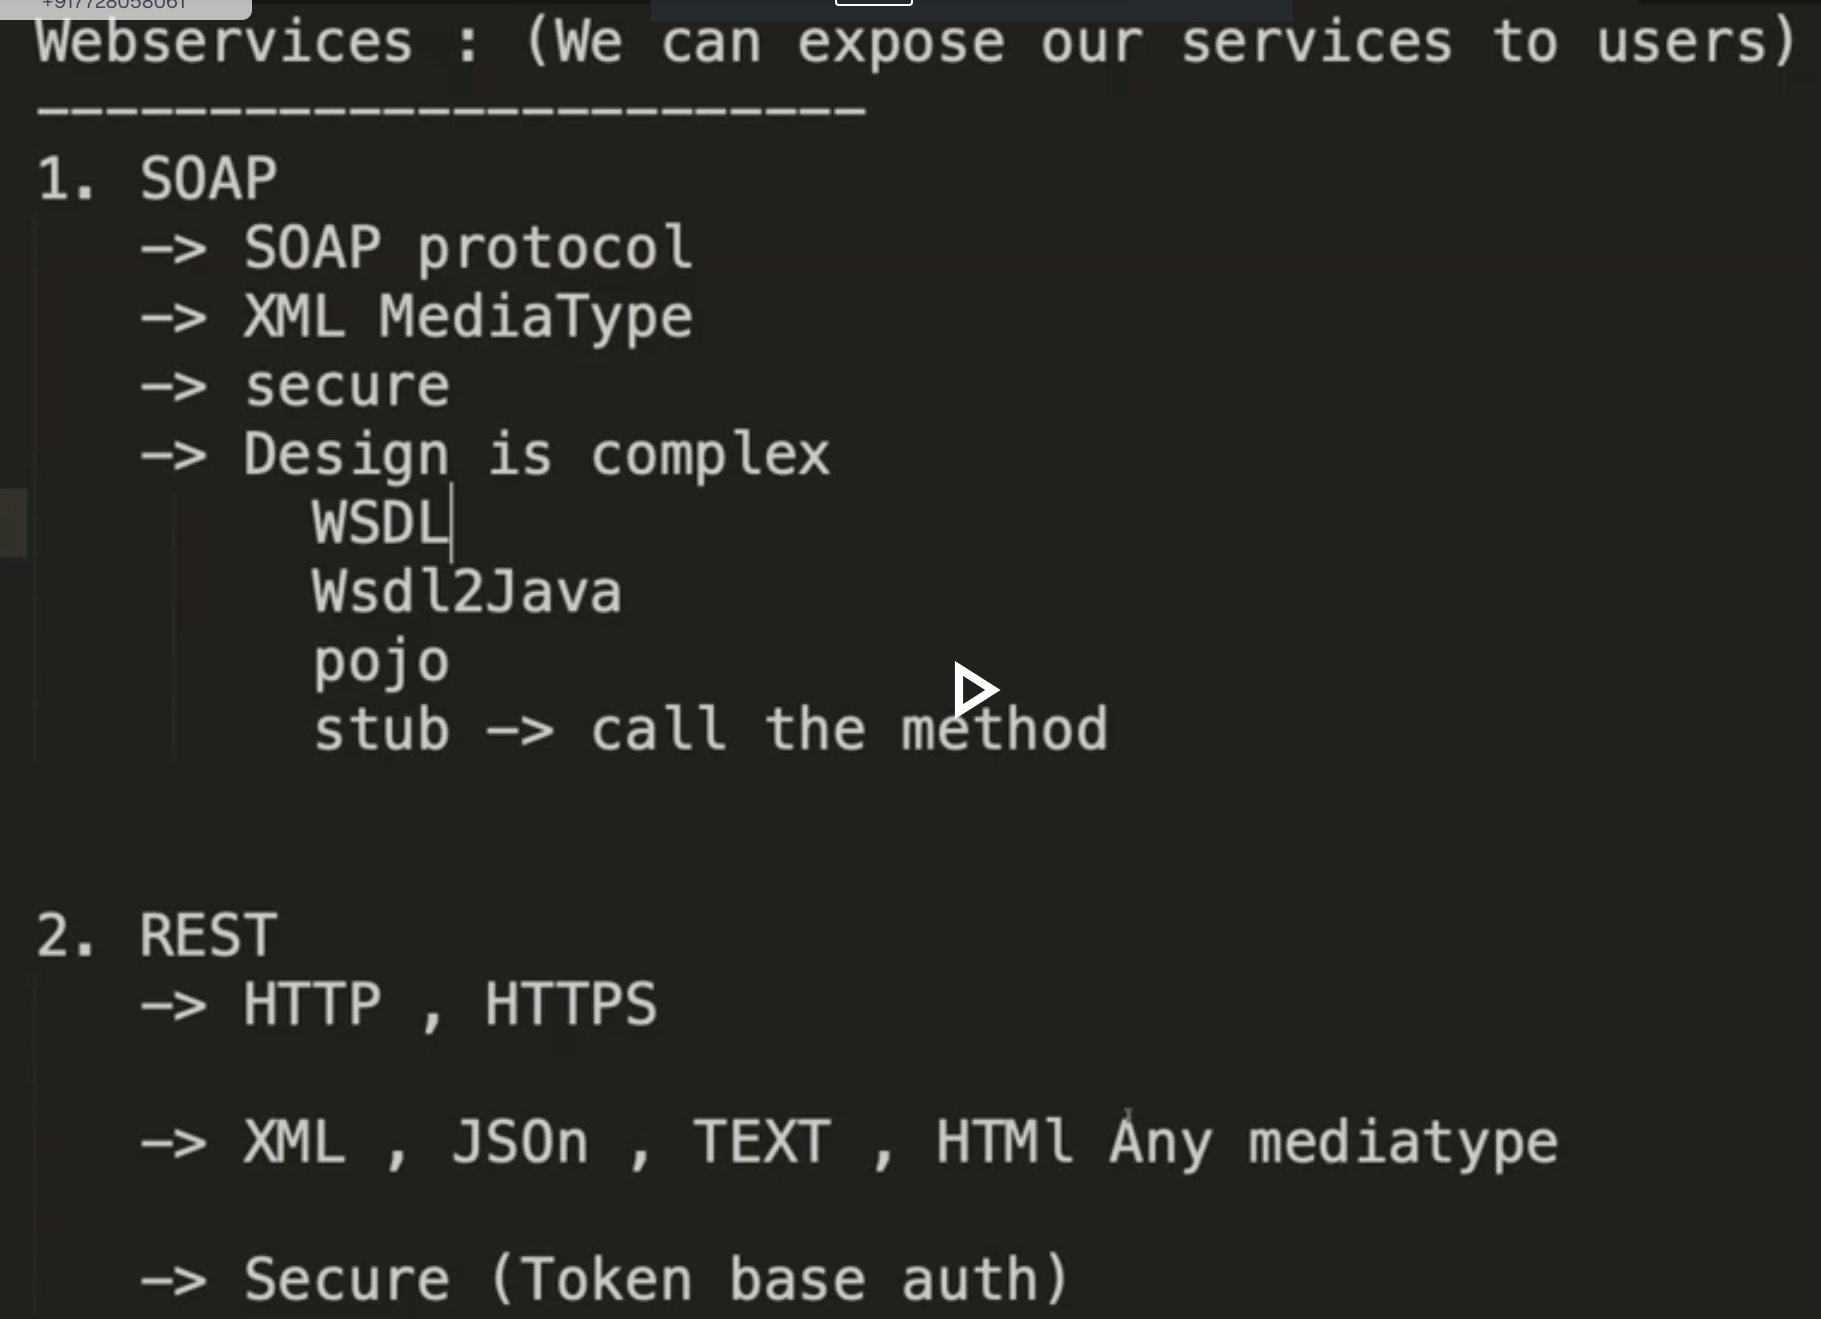 Webservices : (We can expose our services to users)
------------------------
1. SOAP
-> SOAP protocol
-> XML MediaType
-> secure
-> Design is complex
WSDL
Wsdl2Java
pojo
stub -> call the method
2. REST
-> HTTP , HTTPS
-> XML , JSOn , TEXT , HTMl Any mediatype
-> Secure (Token base auth)